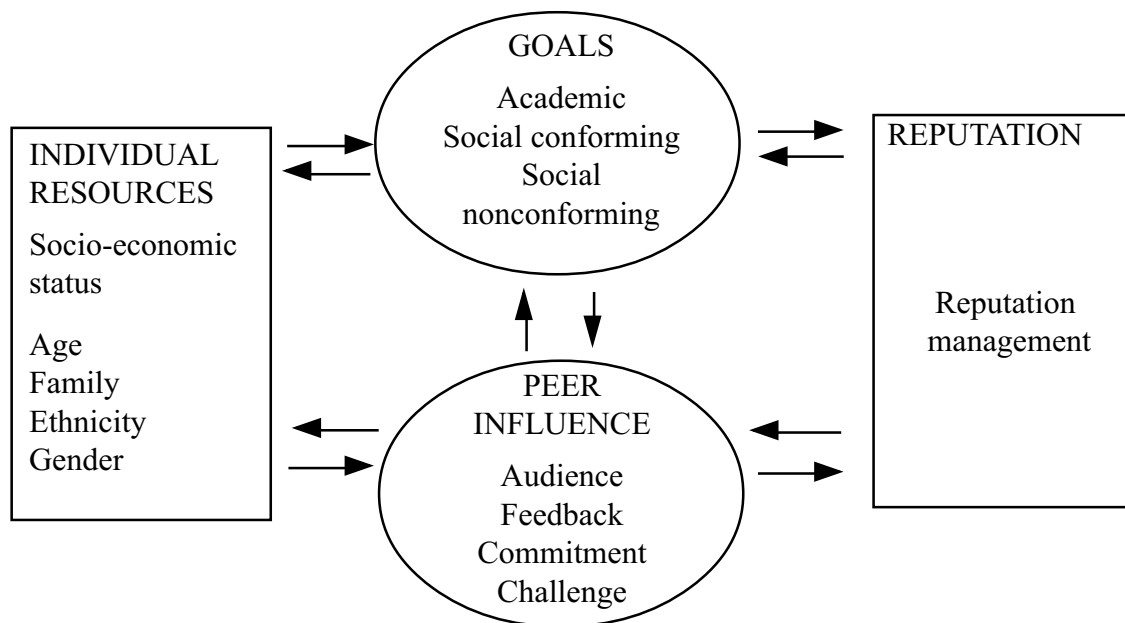 GOALS
Academic
Social conforming
Social
nonconforming
INDIVIDUAL
RESOURCES
Socio-economic
status
Age
Family
Ethnicity
Gender
REPUTATION
Reputation
management
PEER
INFLUENCE
Audience
Feedback
Commitment
Challenge